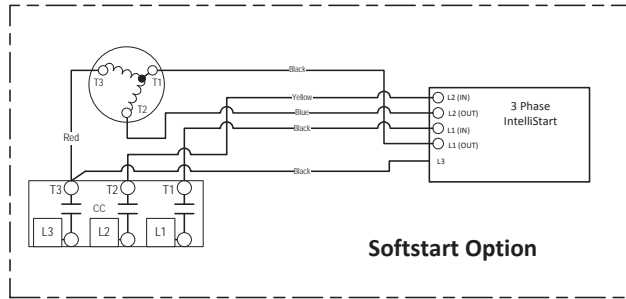 T3
T1
T2
Black
Yellow
Blue
Black
Red
Black
L2 (IN)
L2 (OUT)
L1 (IN)
L1 (OUT)
L3
3 Phase
IntelliStart
T3
T2
T1
CC
L3
L2
L1
Softstart Option